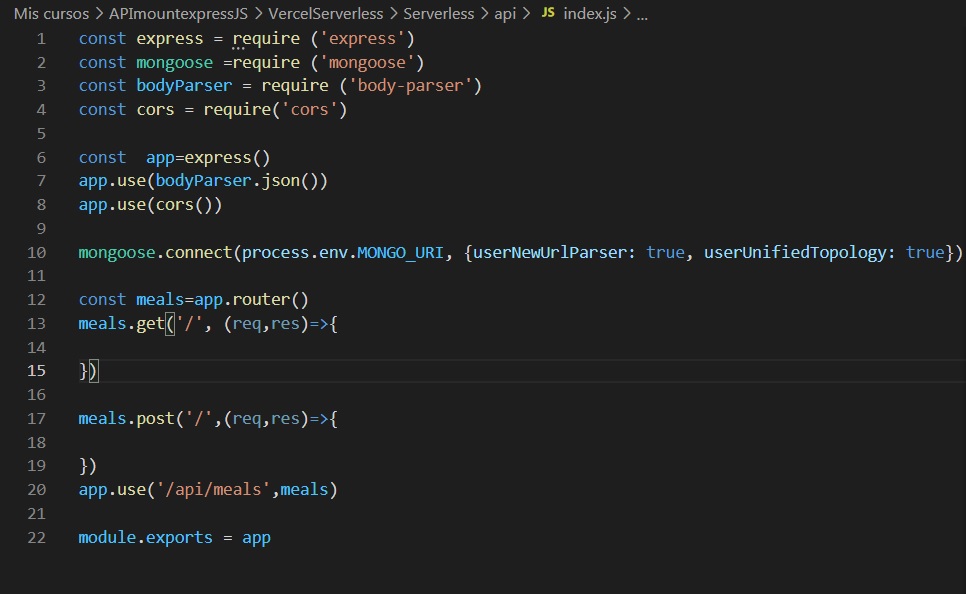 Mis cursos > APImountexpressJS > VercelServerless > Serverless > api > JS index.js > ...
1 const express = require ('express')
2 const mongoose =require ('mongoose')
3 const bodyParser = require ('body-parser')
4 const cors = require('cors')
5
6 const  app=express()
7 app.use(bodyParser.json())
8 app.use(cors())
9
10 mongoose.connect(process.env.MONGO_URI, {userNewUrlParser: true, userUnifiedTopology: true})
11
12 const meals=app.router()
13 meals.get('/', (req,res)=>{
14
15 })
16
17 meals.post('/',(req,res)=>{
18
19 })
20 app.use('/api/meals',meals)
21
22 module.exports = app